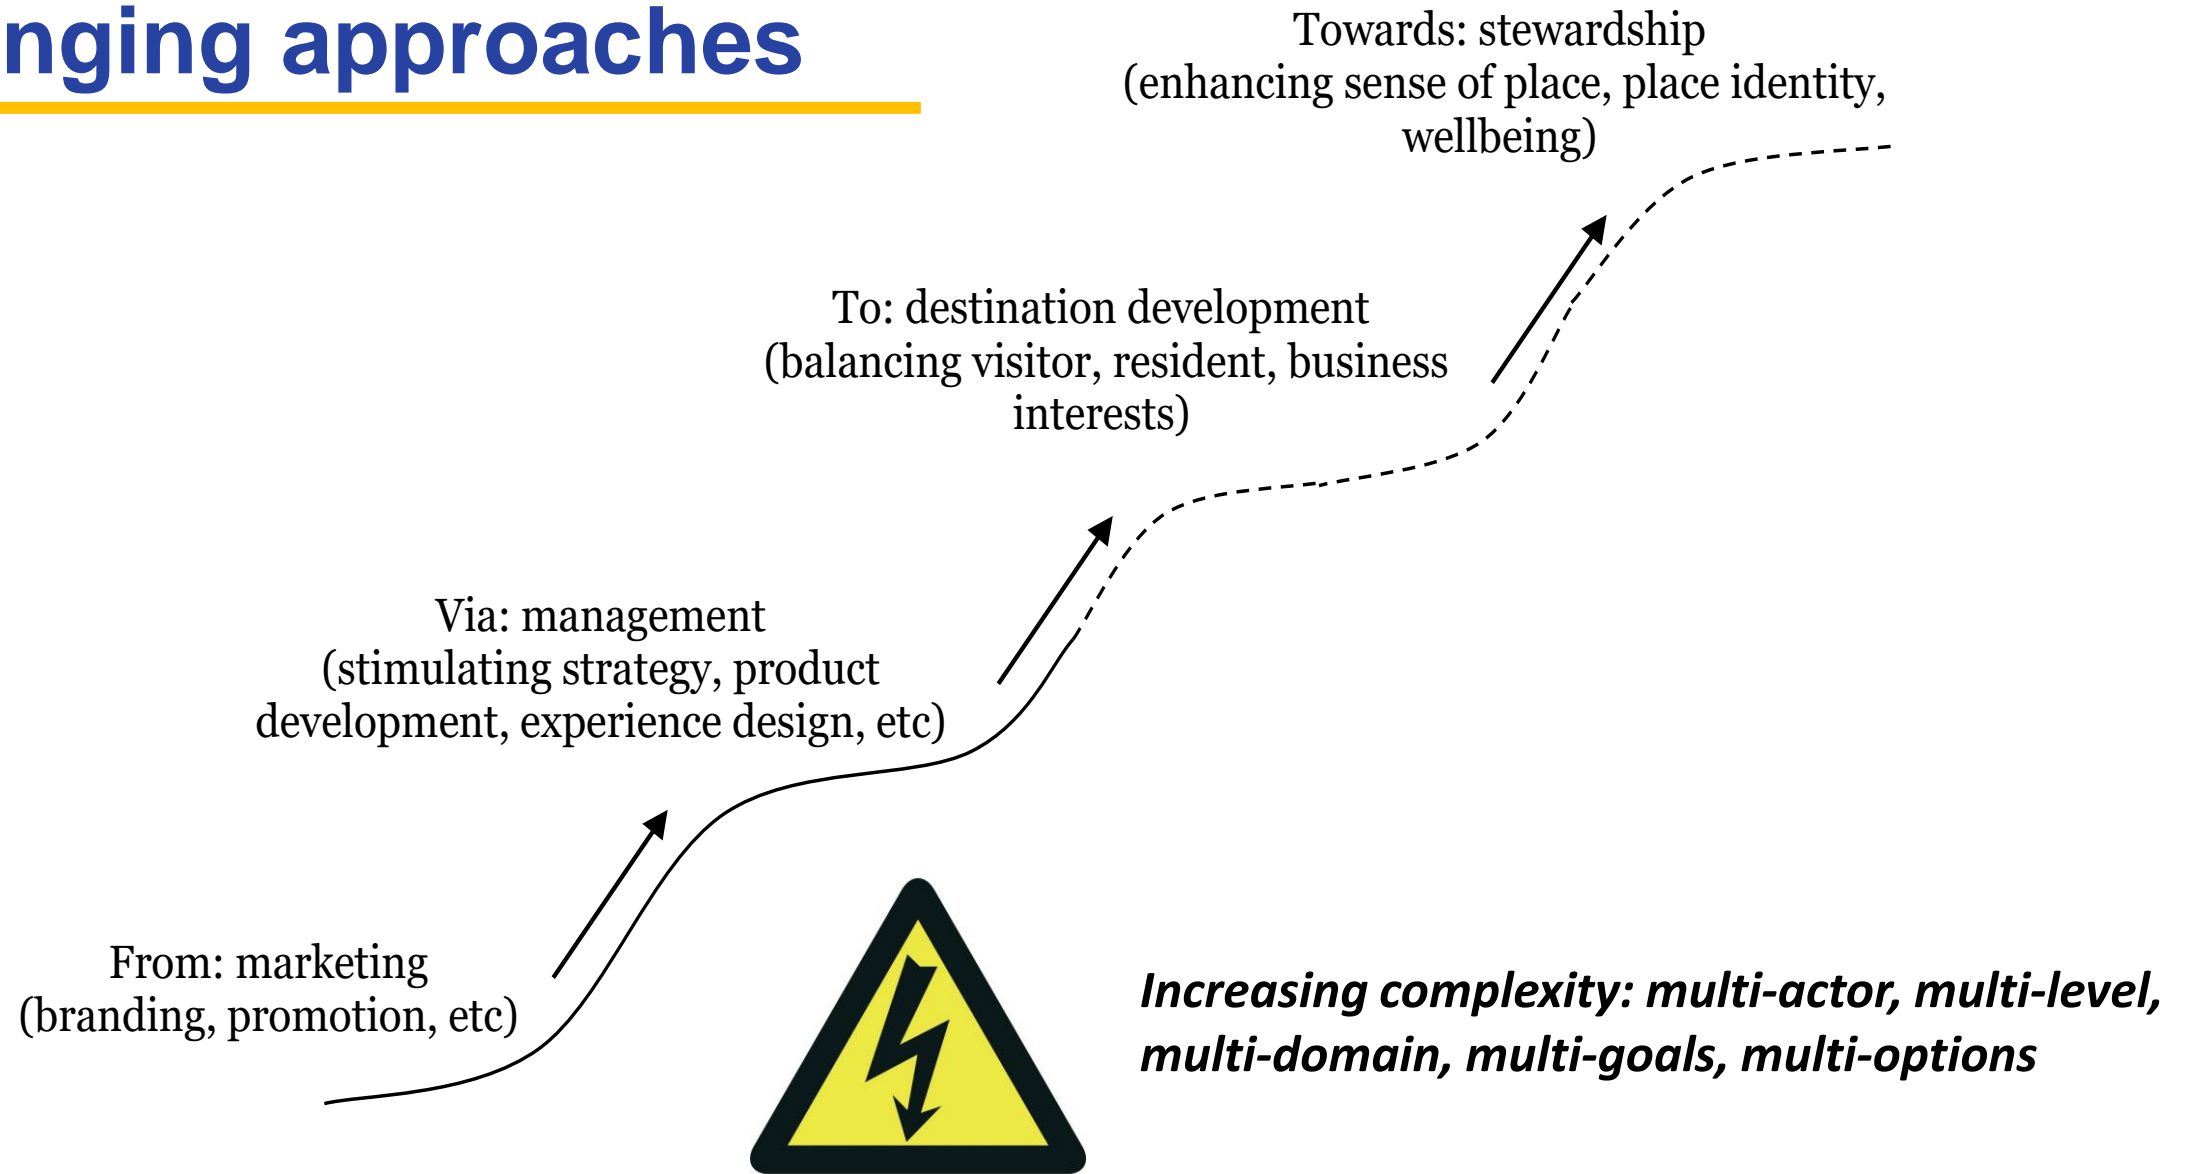 nging approaches
Towards: stewardship
(enhancing sense of place, place identity,
wellbeing)
To: destination development
(balancing visitor, resident, business
interests)
Via: management
(stimulating strategy, product
development, experience design, etc)
From: marketing
(branding, promotion, etc)
Increasing complexity: multi-actor, multi-level,
multi-domain, multi-goals, multi-options